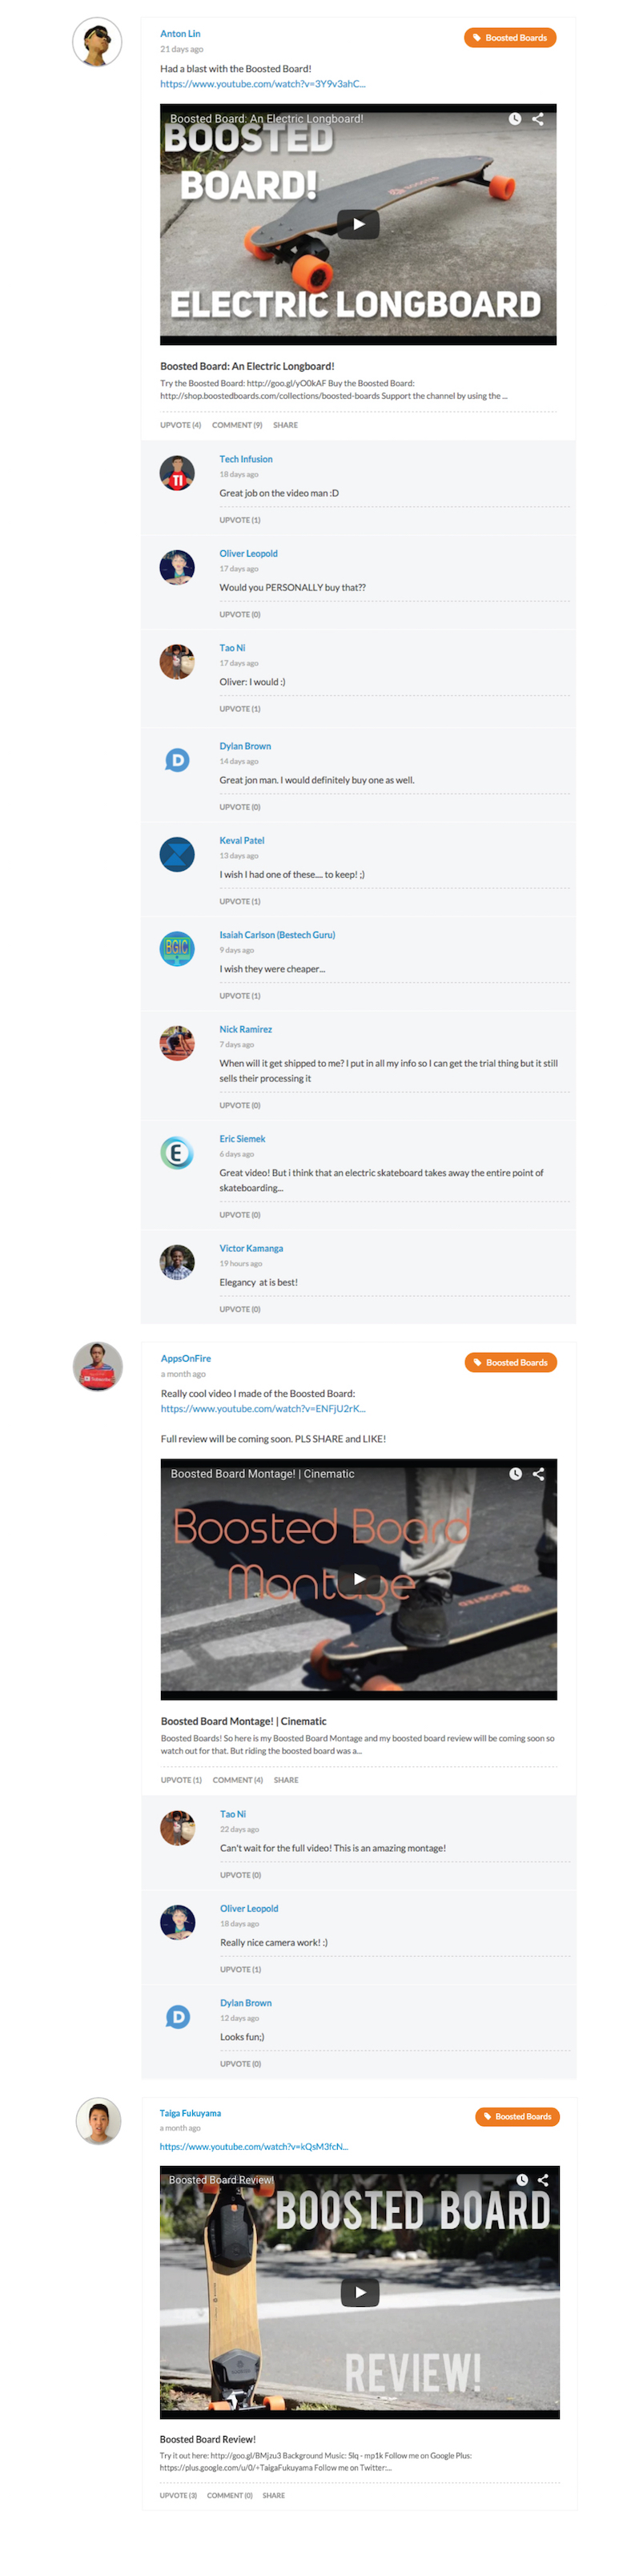 Anton Lin
Boosted Boards
21 days ago
Had a blast with the Boosted Board!
https://www.youtube.com/watch?v=3Y9v3ahC...
Boosted Board: An Electric Longboard!
BOOSTED
BOARD!
ELECTRIC LONGBOARD
Boosted Board: An Electric Longboard!
Try the Boosted Board: http://goo.gl/yO0kAF Buy the Boosted Board:
http://shop.boostedboards.com/collections/boosted-boards Support the channel by using the ...
UPVOTE (4) COMMENT (9) SHARE
Tech Infusion
18 days ago
TI
Great job on the video man :D
UPVOTE (1)
Oliver Leopold
17 days ago
Would you PERSONALLY buy that??
UPVOTE (0)
Tao Ni
17 days ago
Oliver: I would :)
UPVOTE (1)
Dylan Brown
D
14 days ago
Great jon man. I would definitely buy one as well.
UPVOTE (0)
Keval Patel
13 days ago
I wish I had one of these.... to keep! ;)
UPVOTE (1)
Isaiah Carlson (Bestech Guru)
BGIC
9 days ago
I wish they were cheaper...
UPVOTE (1)
Nick Ramirez
7 days ago
When will it get shipped to me? I put in all my info so I can get the trial thing but it still
sells their processing it
UPVOTE (0)
Eric Siemek
E
6 days ago
Great video! But i think that an electric skateboard takes away the entire point of
skateboarding...
UPVOTE (0)
Victor Kamanga
19 hours ago
Elegancy at is best!
UPVOTE (0)
AppsOnFire
Boosted Boards
a month ago
Really cool video I made of the Boosted Board:
https://www.youtube.com/watch?v=ENFjU2rK...
Full review will be coming soon. PLS SHARE and LIKE!
Boosted Board Montage! | Cinematic
Boosted Board
Montage
BOOSTED
Boosted Board Montage! | Cinematic
Boosted Boards! So here is my Boosted Board Montage and my boosted board review will be coming soon so
watch out for that. But riding the boosted board was a...
UPVOTE (1) COMMENT (4) SHARE
Tao Ni
22 days ago
Can't wait for the full video! This is an amazing montage!
UPVOTE (0)
Oliver Leopold
18 days ago
Really nice camera work! :)
UPVOTE (1)
Dylan Brown
D
12 days ago
Looks fun;)
UPVOTE (0)
Taiga Fukuyama
Boosted Boards
a month ago
https://www.youtube.com/watch?v=kQsM3fcN...
Boosted Board Review!
BOOSTED BOARD
REVIEW!
Boosted Board Review!
Try it out here: http://goo.gl/BMjzu3 Background Music: Slq - mp1k Follow me on Google Plus:
https://plus.google.com/u/0/+TaigaFukuyama Follow me on Twitter:...
UPVOTE (3) COMMENT (0) SHARE